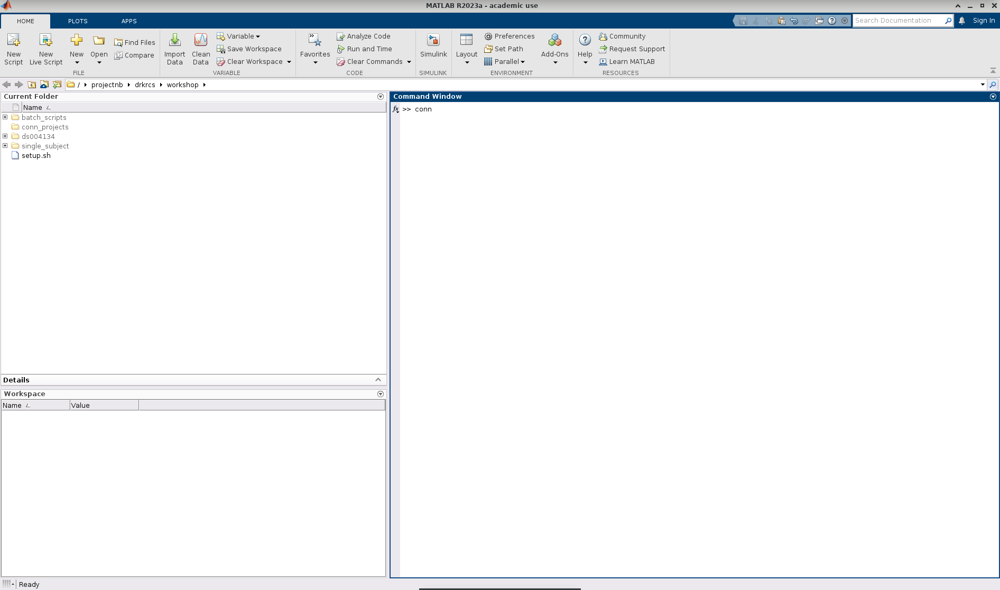 MATLAB R2023a - academic use
HOME PLOTS APPS Search Documentation Sign In
New Script
New Live Script
New
Open
Find Files
Compare
FILE
Import Data
Clean Data
Variable
Save Workspace
Clear Workspace
VARIABLE
Favorites
Analyze Code
Run and Time
Clear Commands
CODE
Simulink
SIMULINK
Layout
Preferences
Set Path
Parallel
Add-Ons
ENVIRONMENT
Help
Community
Request Support
Learn MATLAB
RESOURCES
/ projectnb drkrcs workshop
Current Folder
Name
batch_scripts
conn_projects
ds004134
single_subject
setup.sh
Details
Workspace
Name Value
Command Window
fx >> conn
Ready